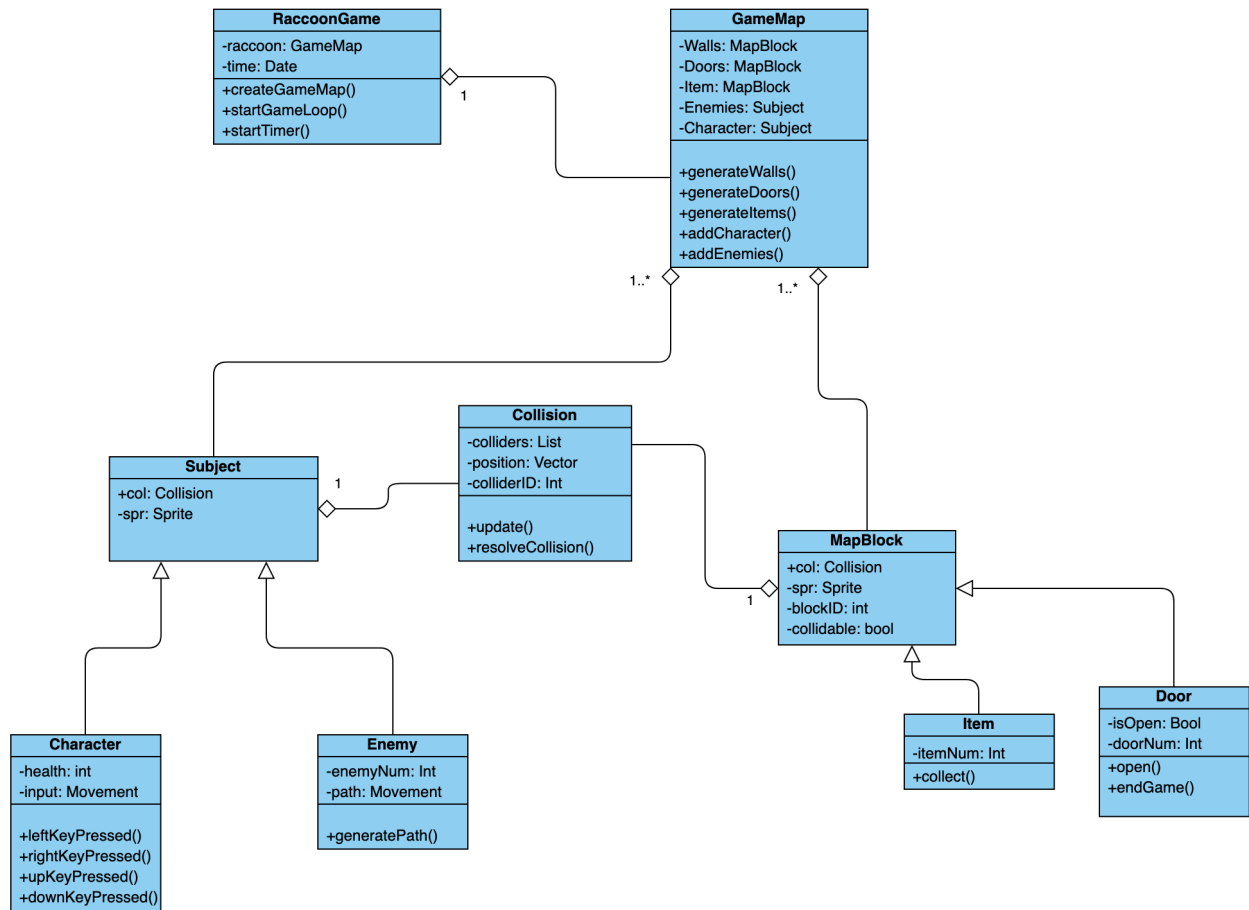 RaccoonGame
-raccoon: GameMap
-time: Date
+createGameMap()
+startGameLoop()
+startTimer()
1
GameMap
-Walls: MapBlock
-Doors: MapBlock
-Item: MapBlock
-Enemies: Subject
-Character: Subject
+generateWalls()
+generateDoors()
+generateItems()
+addCharacter()
+addEnemies()
1..*
1..*
Collision
-colliders: List
-position: Vector
-colliderID: Int
+update()
+resolveCollision()
Subject
+col: Collision
-spr: Sprite
1
MapBlock
+col: Collision
-spr: Sprite
-blockID: int
-collidable: bool
1
Character
-health: int
-input: Movement
+leftKeyPressed()
+rightKeyPressed()
+upKeyPressed()
+downKeyPressed()
Enemy
-enemyNum: Int
-path: Movement
+generatePath()
Item
-itemNum: Int
+collect()
Door
-isOpen: Bool
-doorNum: Int
+open()
+endGame()